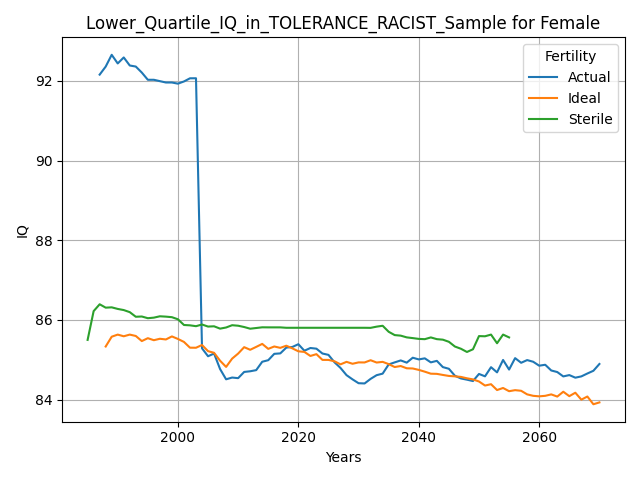 Lower_Quartile_IQ_in_TOLERANCE_RACIST_Sample for Female
Fertility
Actual
Ideal
Sterile
92
90
88
86
84
IQ
2000
2020
2040
2060
Years